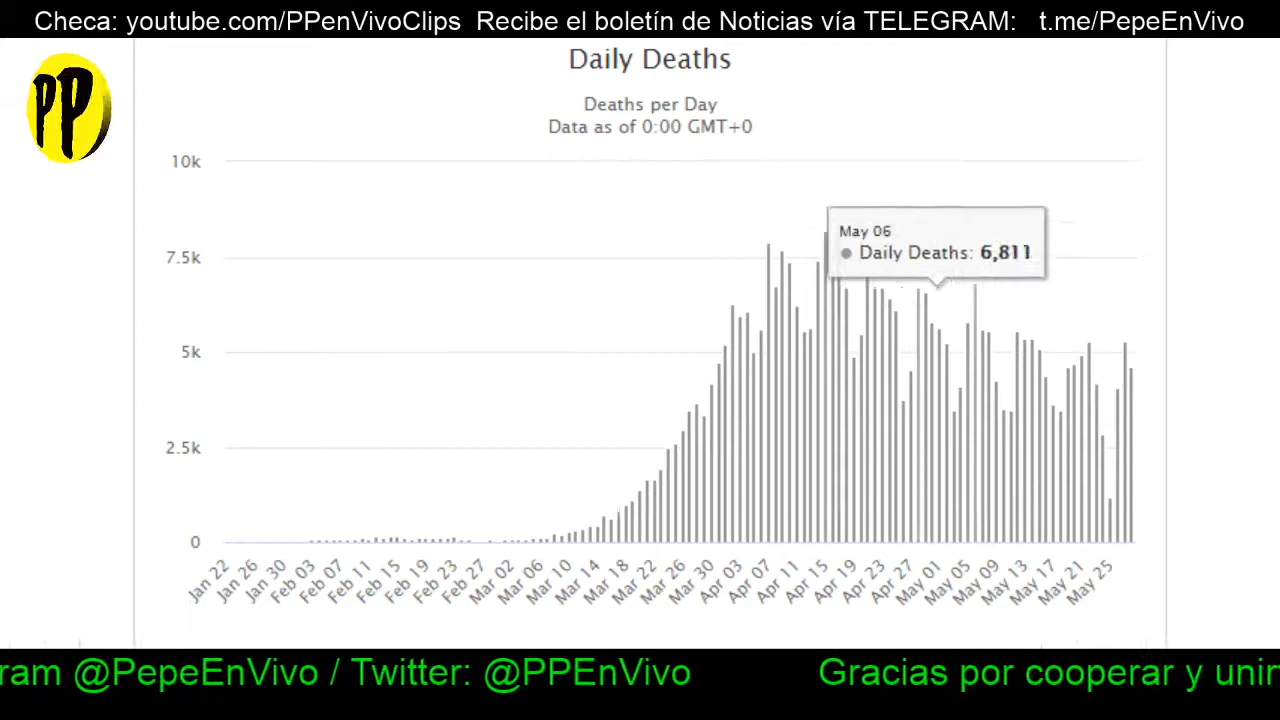 Checa: youtube.com/PPenVivoClips Recibe el boletín de Noticias vía TELEGRAM: t.me/PepeEnVivo
PP
Daily Deaths
Deaths per Day
Data as of 0:00 GMT+0
10k
May 06
Daily Deaths: 6,811
7.5k
5k
2.5k
0
Jan 22 Jan 26 Jan 30 Feb 03 Feb 07 Feb 11 Feb 15 Feb 19 Feb 23 Feb 27 Mar 02 Mar 06 Mar 10 Mar 14 Mar 18 Mar 22 Mar 26 Mar 30 Apr 03 Apr 07 Apr 11 Apr 15 Apr 19 Apr 23 Apr 27 May 01 May 05 May 09 May 13 May 17 May 21 May 25
ram @PepeEnVivo / Twitter: @PPEnVivo Gracias por cooperar y unir